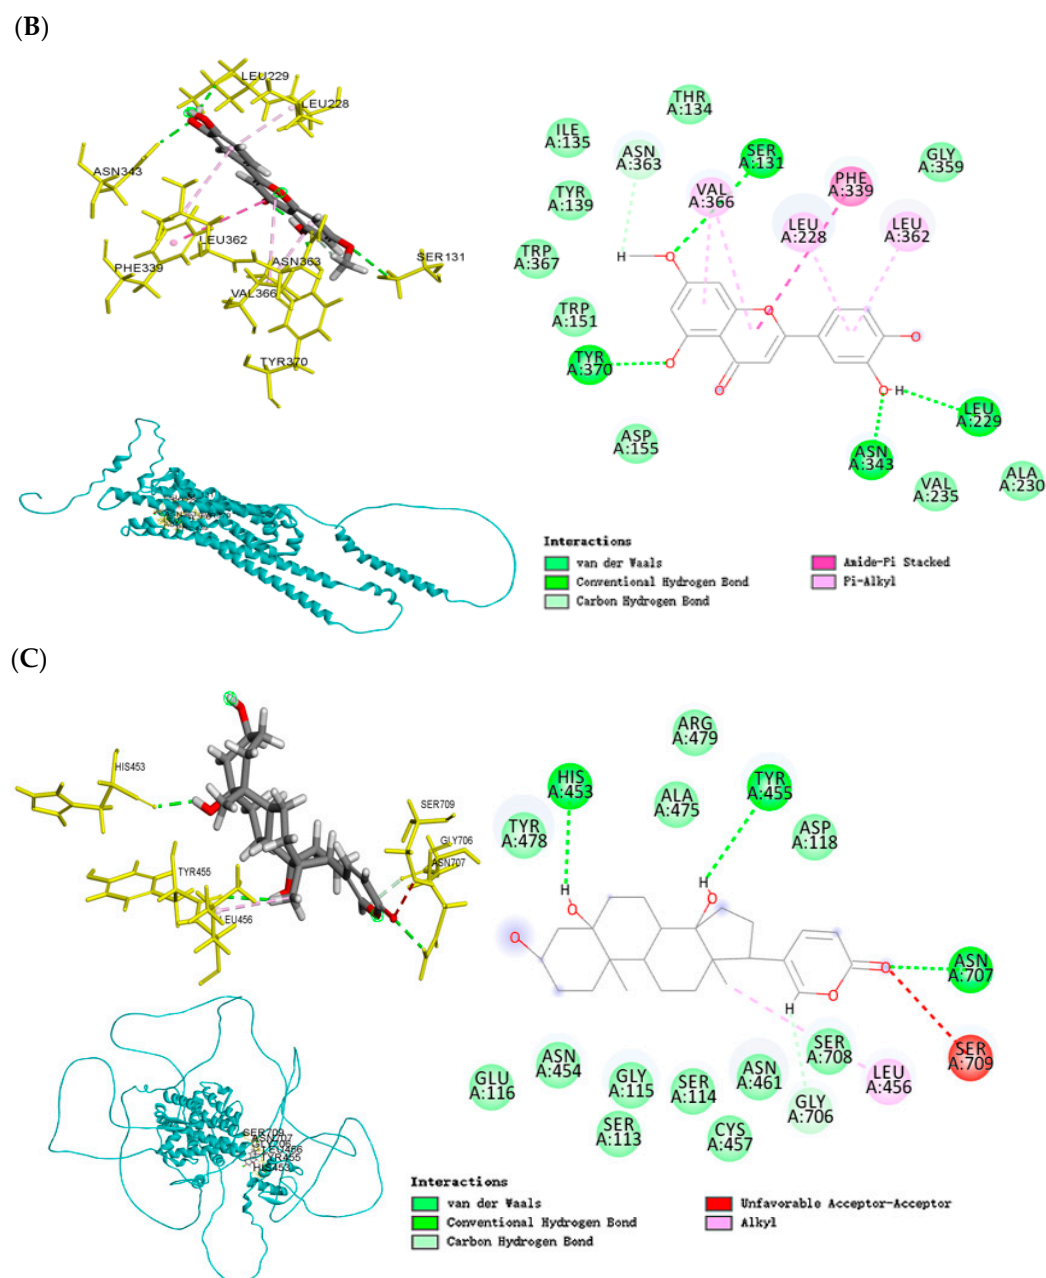 (B)
LEU229
LEU228
ASN343
LEU362
PHE339
ASN363
SER131
VAL366
TYR370
THR
A:134
ILE
A:135
ASN
A:363
SER
A:131
GLY
A:359
PHE
A:339
TYR
A:139
VAL
A:366
LEU
A:228
LEU
A:362
TRP
A:367
H
O
O
TRP
A:151
TYR
A:370
O
O
O
O
H
LEU
A:229
ASP
A:155
ASN
A:343
VAL
A:235
ALA
A:230
Interactions
van der Waals
Conventional Hydrogen Bond
Carbon Hydrogen Bond
Amide-Pi Stacked
Pi-Alkyl
(C)
HIS453
SER709
GLY706
ASN707
TYR455
EU456
SER709
ASN707
GLY706
LEU456
TYR455
HIS453
ARG
A:479
HIS
A:453
TYR
A:455
ALA
A:475
TYR
A:478
ASP
A:118
H
O
H
O
O
O
O
H
ASN
A:707
SER
A:709
SER
A:708
LEU
A:456
GLU
A:116
ASN
A:454
GLY
A:115
SER
A:114
ASN
A:461
GLY
A:706
SER
A:113
CYS
A:457
Interactions
van der Waals
Conventional Hydrogen Bond
Carbon Hydrogen Bond
Unfavorable Acceptor-Acceptor
Alkyl